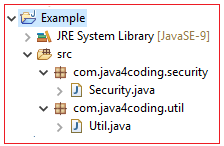 Example
JRE System Library [JavaSE-9]
src
com.java4coding.security
Security.java
com.java4coding.util
Util.java